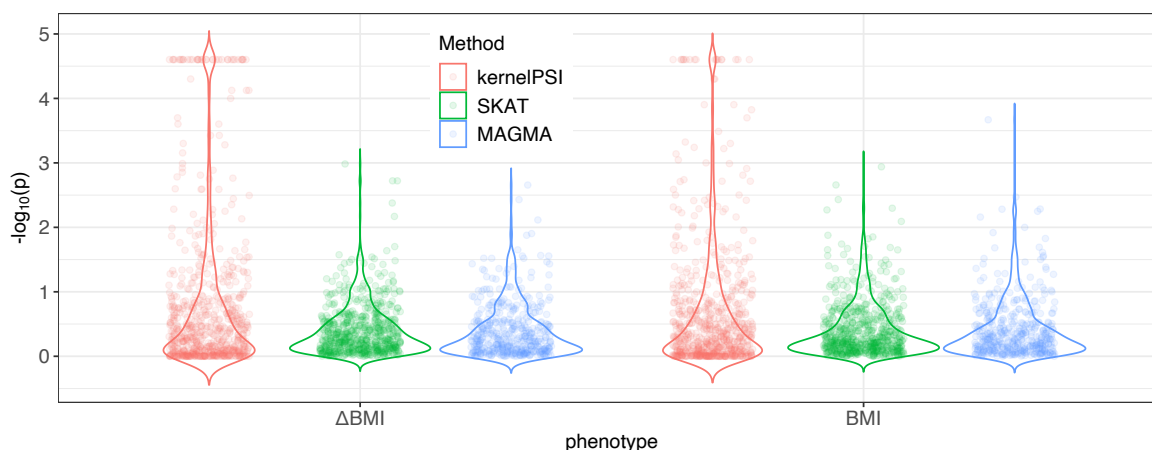 5
4
3
2
1
0
-log10(p)
Method
kernelPSI
SKAT
MAGMA
ΔBMI
BMI
phenotype